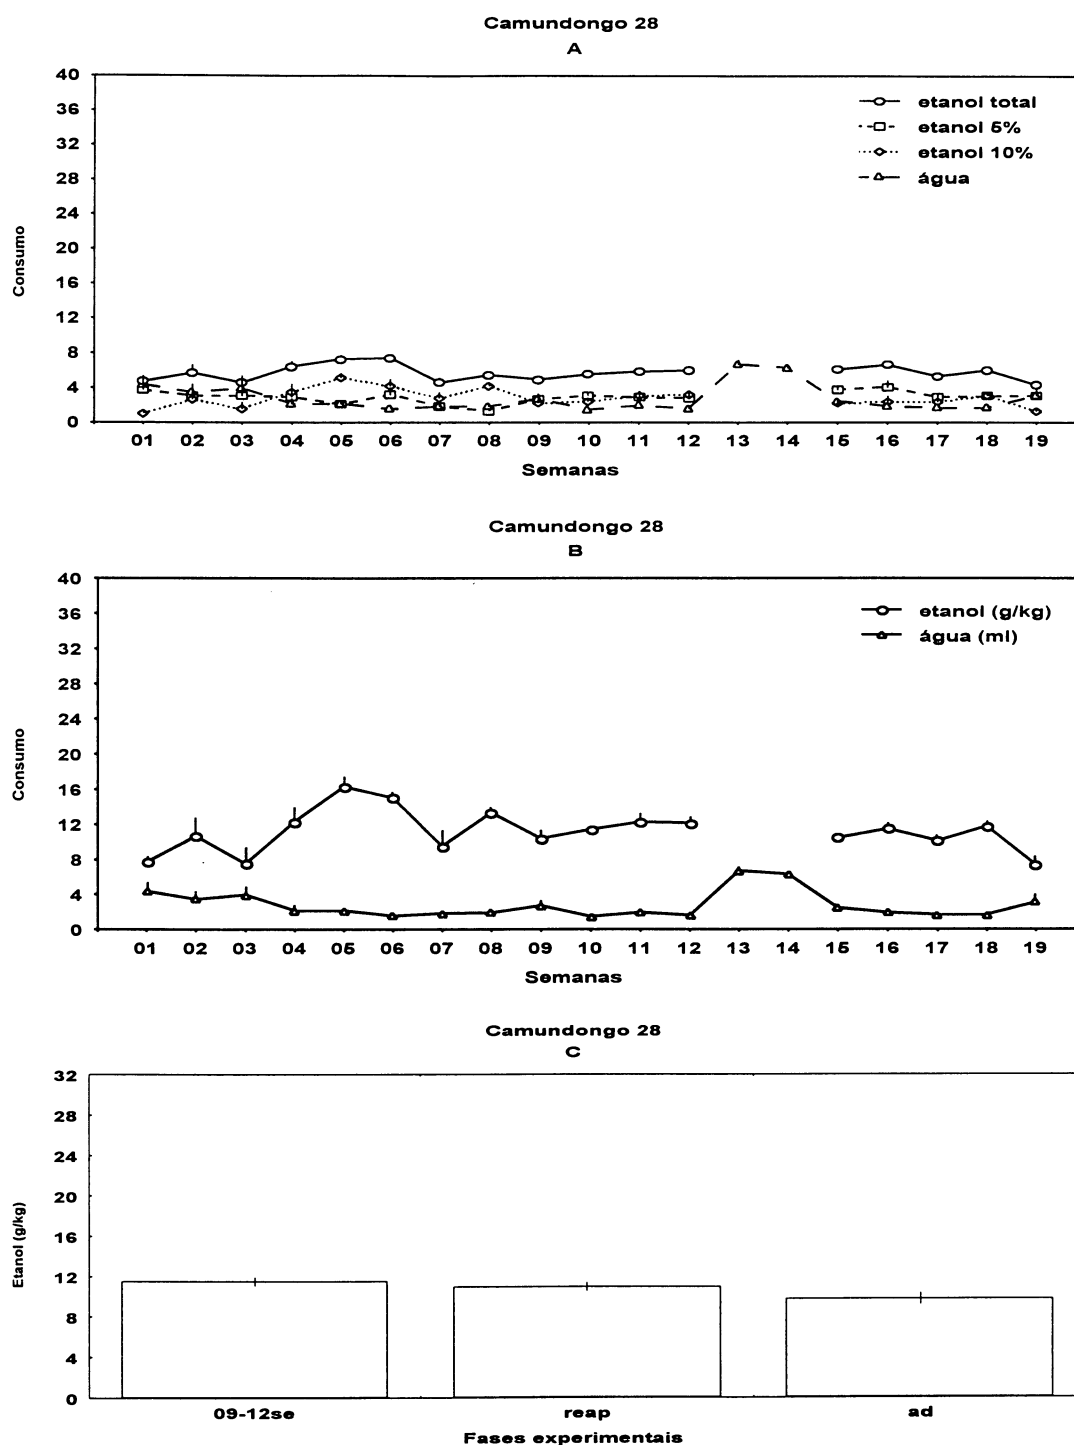 Camundongo 28
A
40
36
32
28
24
20
16
12
8
4
0
Consumo
etanol total
etanol 5%
etanol 10%
água
01 02 03 04 05 06 07 08 09 10 11 12 13 14 15 16 17 18 19
Semanas
Camundongo 28
B
40
36
32
28
24
20
16
12
8
4
0
Consumo
etanol (g/kg)
água (ml)
01 02 03 04 05 06 07 08 09 10 11 12 13 14 15 16 17 18 19
Semanas
Camundongo 28
C
32
28
24
20
16
12
8
4
0
Etanol (g/kg)
09-12se reap ad
Fases experimentais